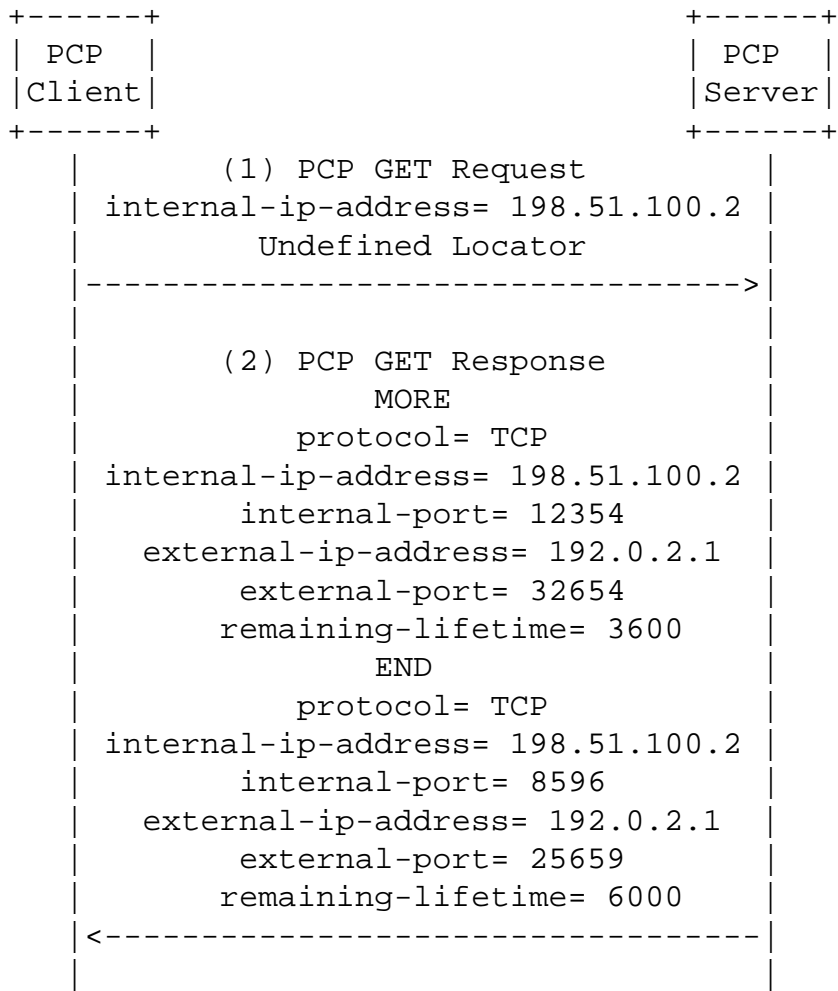 +------+ +------+
| PCP | | PCP |
|Client| |Server|
+------+ +------+
| (1) PCP GET Request |
| internal-ip-address= 198.51.100.2 |
| Undefined Locator |
|---------------------------------->|
| |
| (2) PCP GET Response |
| MORE |
| protocol= TCP |
| internal-ip-address= 198.51.100.2 |
| internal-port= 12354 |
| external-ip-address= 192.0.2.1 |
| external-port= 32654 |
| remaining-lifetime= 3600 |
| END |
| protocol= TCP |
| internal-ip-address= 198.51.100.2 |
| internal-port= 8596 |
| external-ip-address= 192.0.2.1 |
| external-port= 25659 |
| remaining-lifetime= 6000 |
|<----------------------------------|
| |